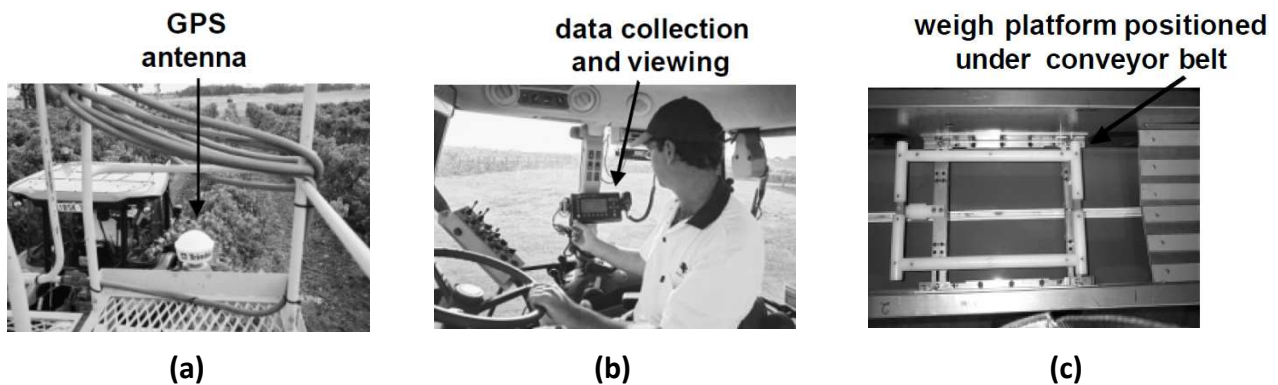 GPS
antenna
data collection
and viewing
weigh platform positioned
under conveyor belt
(a)
(b)
(c)